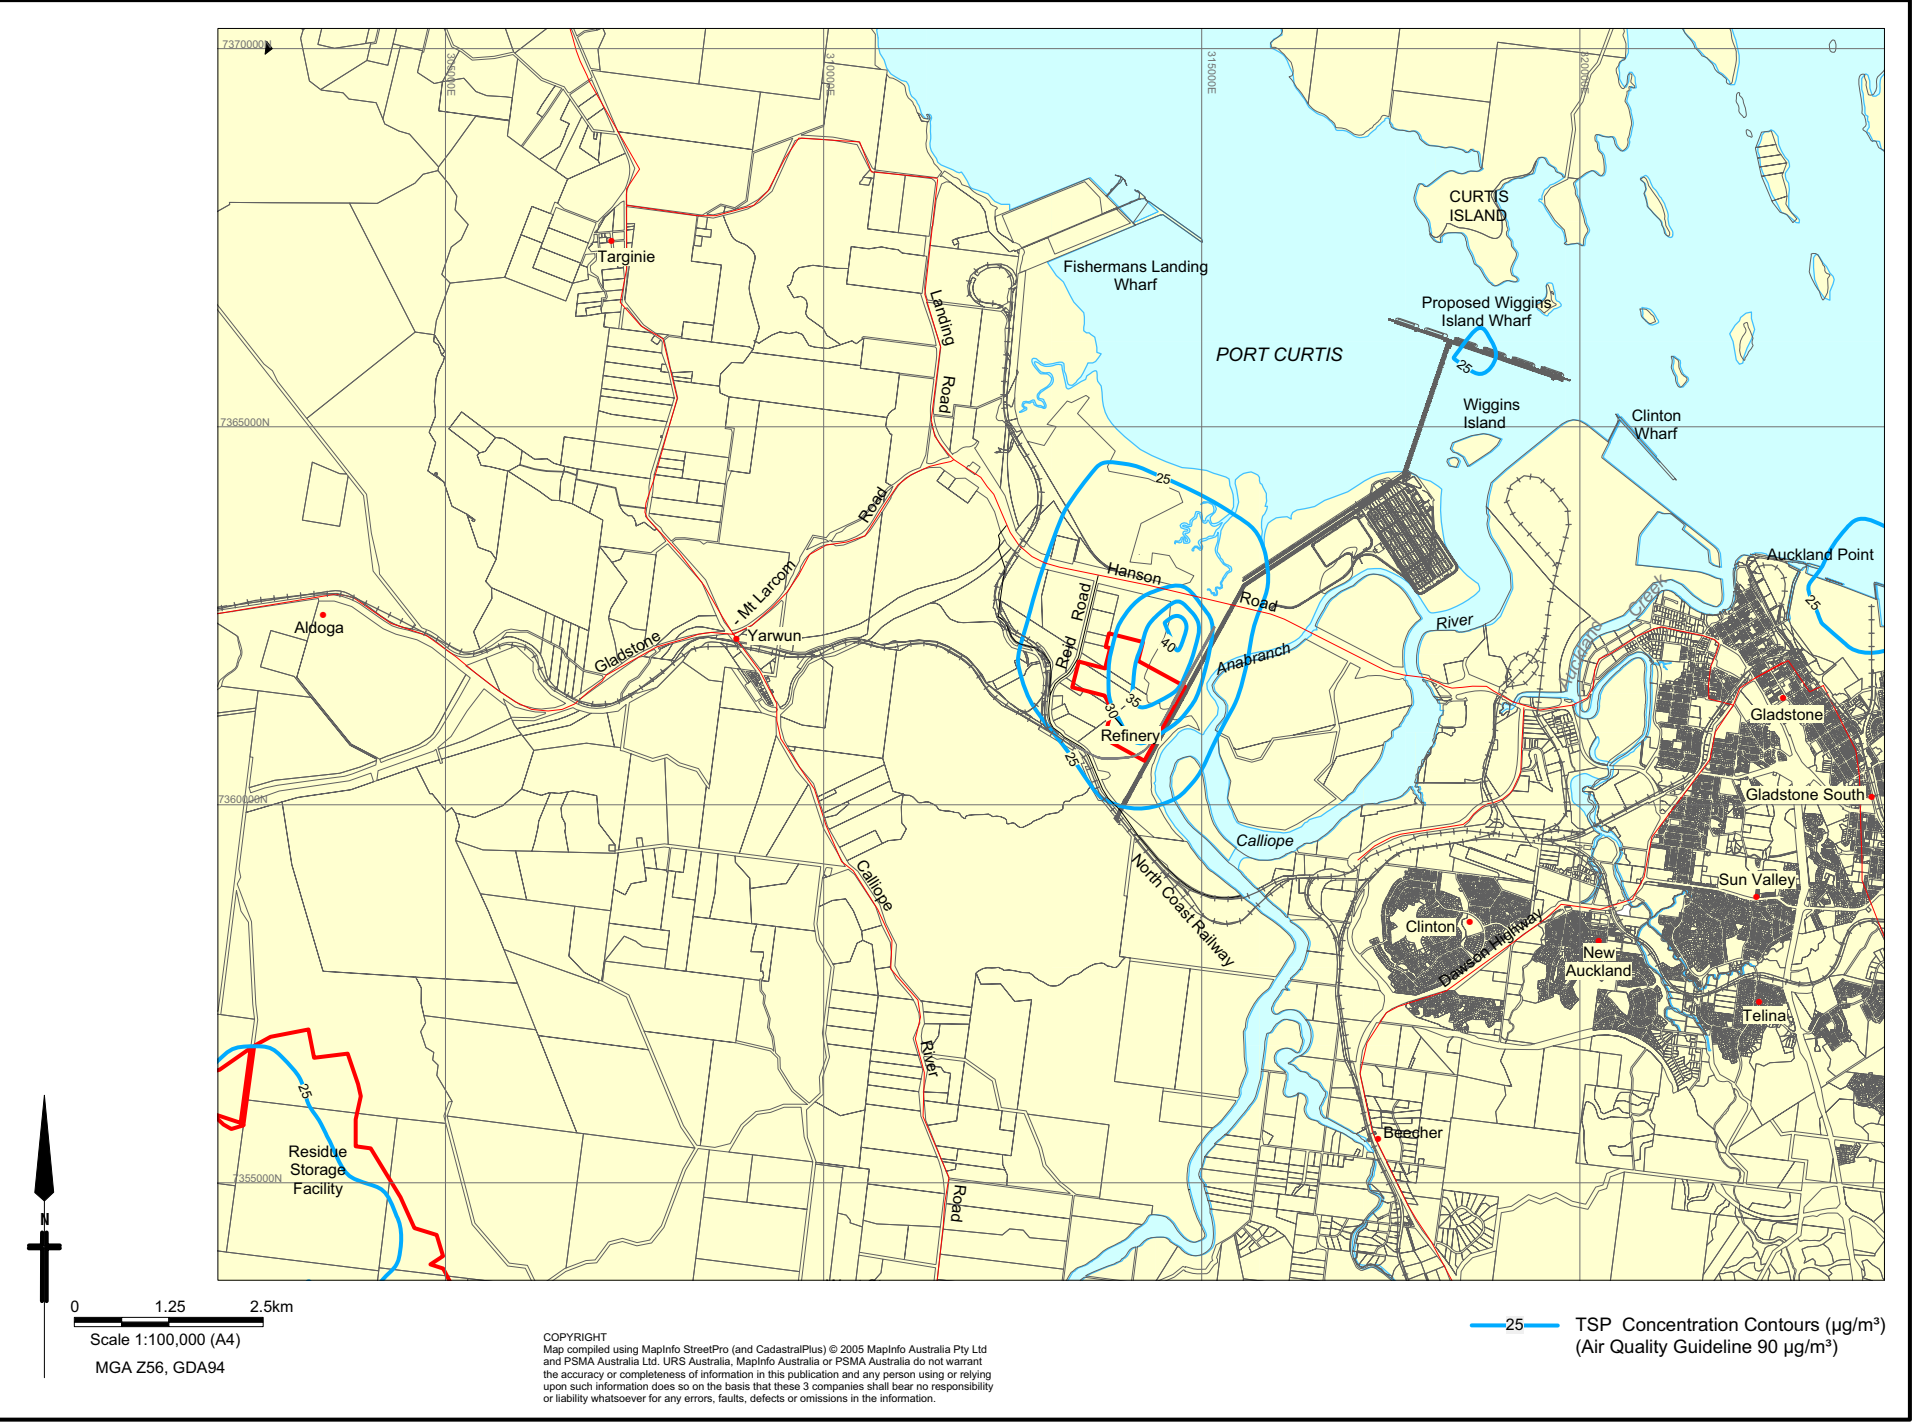 7370000N
305000E
310000E
315000E
320000E
CURTIS
ISLAND
Targinie
Fishermans Landing
Wharf
Landing
Road
Proposed Wiggins
Island Wharf
PORT CURTIS
25
Wiggins
Island
Clinton
Wharf
7365000N
25
Road
Auckland Point
Hanson
Road
- Mt Larcom
Road
Reid
Auckland Creek
25
Aldoga
Gladstone
Yarwun
40
Anabranch
River
35
30
Refinery
25
Gladstone
7360000N
Gladstone South
Calliope
Calliope
North Coast Railway
Sun Valley
Clinton
Dawson Highway
New
Auckland
Telina
River
25
Beecher
Residue
Storage
Facility
7355000N
Road
N
0 1.25 2.5km
Scale 1:100,000 (A4)
MGA Z56, GDA94
COPYRIGHT
Map compiled using MapInfo StreetPro (and CadastralPlus) © 2005 MapInfo Australia Pty Ltd
and PSMA Australia Ltd. URS Australia, MapInfo Australia or PSMA Australia do not warrant
the accuracy or completeness of information in this publication and any person using or relying
upon such information does so on the basis that these 3 companies shall bear no responsibility
or liability whatsoever for any errors, faults, defects or omissions in the information.
25 TSP Concentration Contours (µg/m³)
(Air Quality Guideline 90 µg/m³)